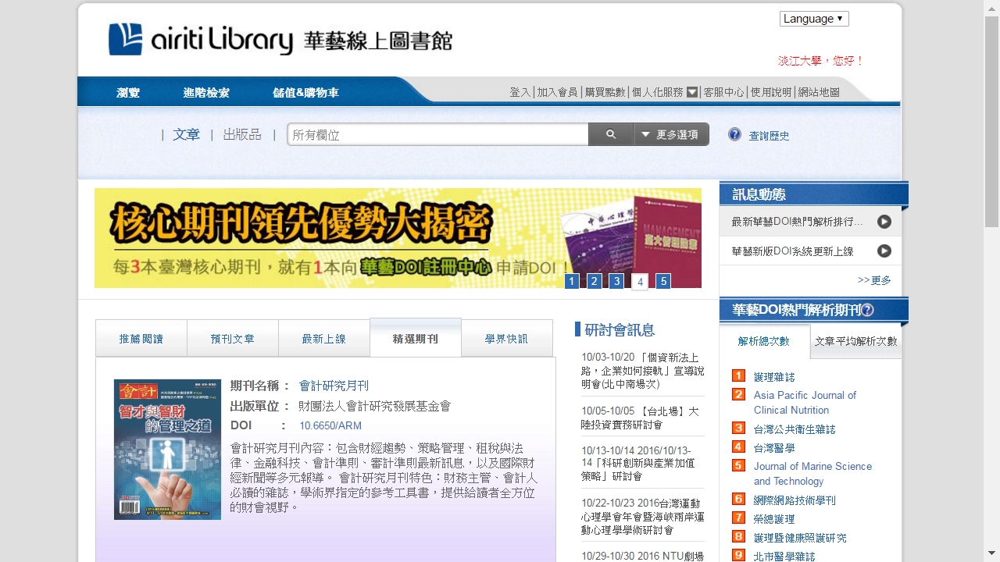 Language ▼
airiti Library 華藝線上圖書館
淡江大學，您好！
瀏覽 進階檢索 儲值&購物車
登入|加入會員|購買點數|個人化服務 |客服中心|使用說明|網站地圖
| 文章 | 出版品 | 所有欄位 更多選項 ? 查詢歷史
核心期刊領先優勢大揭密
每3本臺灣核心期刊，就有1本向 華藝DOI註冊中心 申請DOI！
1 2 3 4 5
訊息動態
最新華藝DOI熱門解析排行...
華藝新版DOI系統更新上線
>>更多
華藝DOI熱門解析期刊?
解析總次數 文章平均解析次數
1 護理雜誌
2 Asia Pacific Journal of
Clinical Nutrition
3 台灣公共衛生雜誌
4 台灣醫學
5 Journal of Marine Science
and Technology
6 網際網路技術學刊
7 榮總護理
8 護理暨健康照護研究
9 北市醫學雜誌
推薦閱讀 預刊文章 最新上線 精選期刊 學界快訊
會計
智才與智財
的管理之道
期刊名稱： 會計研究月刊
出版單位： 財團法人會計研究發展基金會
DOI ： 10.6650/ARM
會計研究月刊內容：包含財經趨勢、策略管理、租稅與法
律、金融科技、會計準則、審計準則最新訊息，以及國際財
經新聞等多元報導。 會計研究月刊特色：財務主管、會計人
必讀的雜誌，學術界指定的參考工具書，提供給讀者全方位
的財會視野。
研討會訊息
10/03-10/20 「個資新法上
路，企業如何接軌」宣導說
明會(北中南場次)
10/05-10/05 【台北場】大
陸投資實務研討會
10/13-10/14 2016/10/13-
14「科研創新與產業加值
策略」研討會
10/22-10/23 2016台灣運動
心理學會年會暨海峽兩岸運
動心理學學術研討會
10/29-10/30 2016 NTU劇場